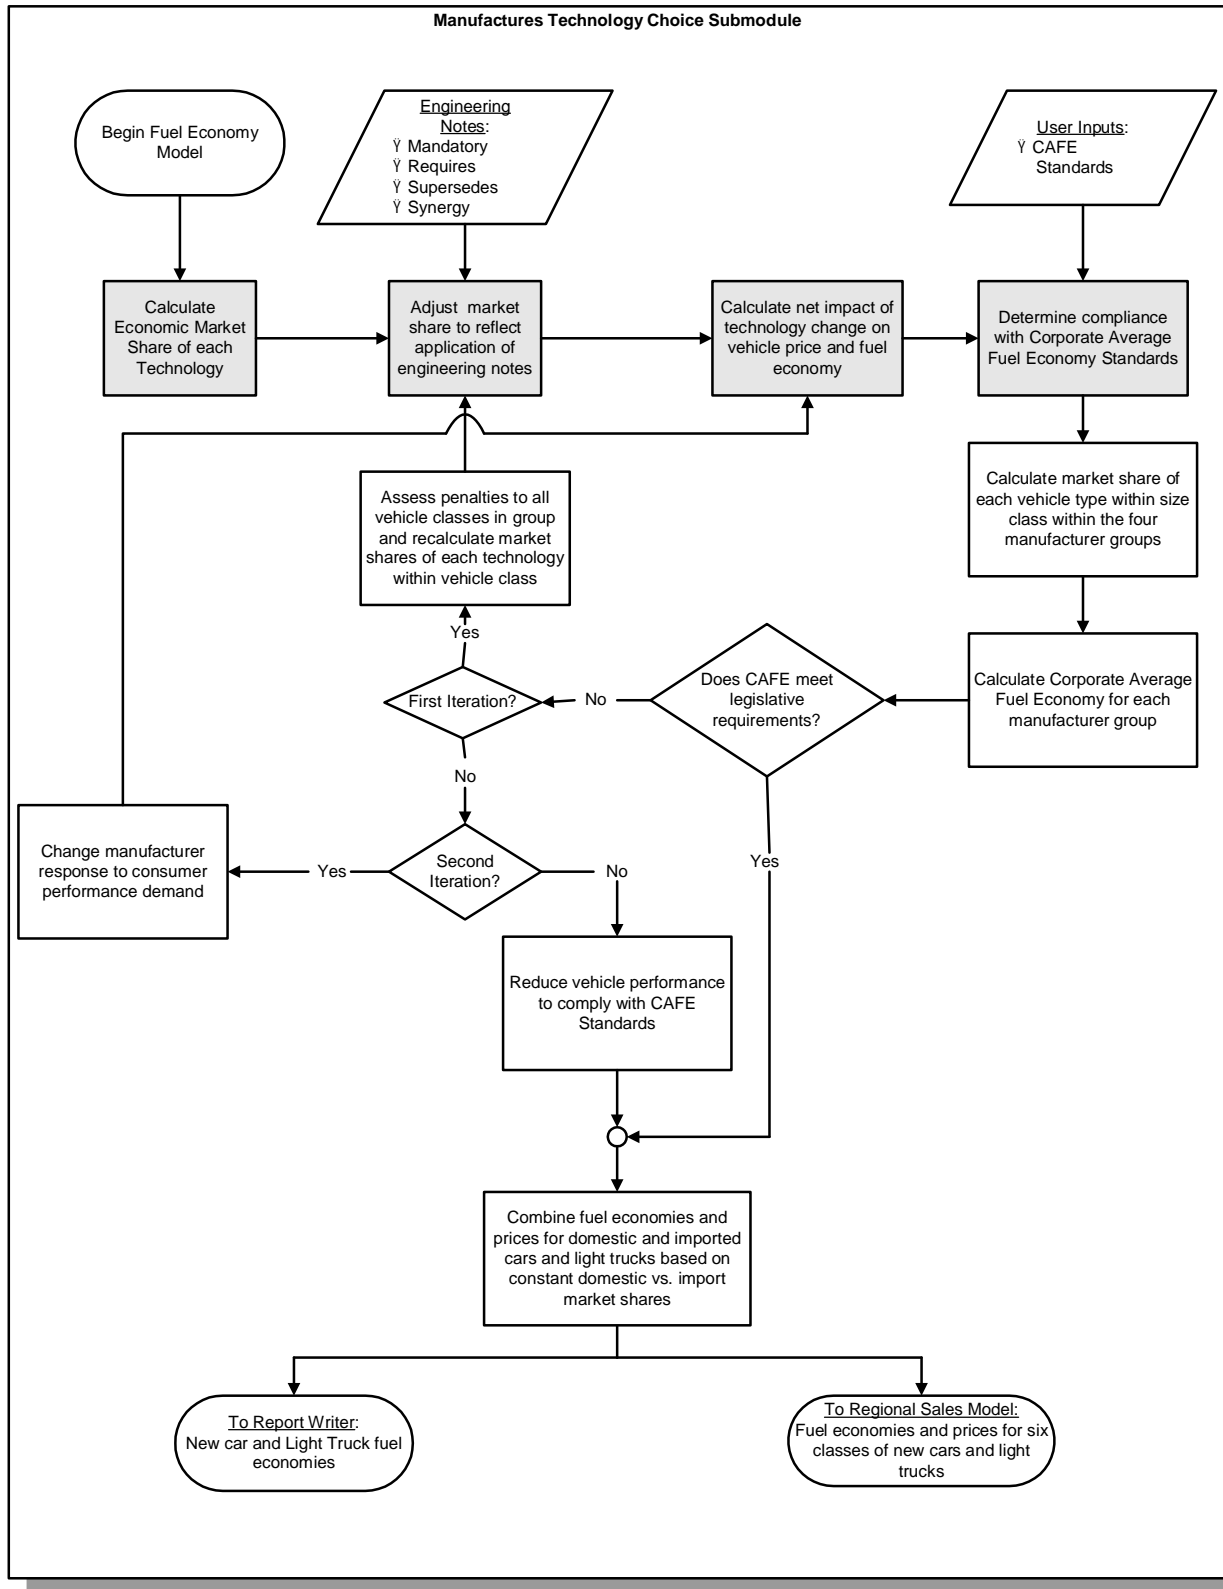 Manufactures Technology Choice Submodule
Begin Fuel Economy
Model
Engineering
Notes:
Ÿ Mandatory
Ÿ Requires
Ÿ Supersedes
Ÿ Synergy
User Inputs:
Ÿ CAFE
Standards
Calculate
Economic Market
Share of each
Technology
Adjust market
share to reflect
application of
engineering notes
Calculate net impact of
technology change on
vehicle price and fuel
economy
Determine compliance
with Corporate Average
Fuel Economy Standards
Assess penalties to all
vehicle classes in group
and recalculate market
shares of each technology
within vehicle class
Calculate market share of
each vehicle type within size
class within the four
manufacturer groups
Yes
First Iteration?
No
Does CAFE meet
legislative
requirements?
Calculate Corporate Average
Fuel Economy for each
manufacturer group
No
Change manufacturer
response to consumer
performance demand
Yes
Second
Iteration?
No
Yes
Reduce vehicle performance
to comply with CAFE
Standards
Combine fuel economies and
prices for domestic and imported
cars and light trucks based on
constant domestic vs. import
market shares
To Report Writer:
New car and Light Truck fuel
economies
To Regional Sales Model:
Fuel economies and prices for six
classes of new cars and light
trucks